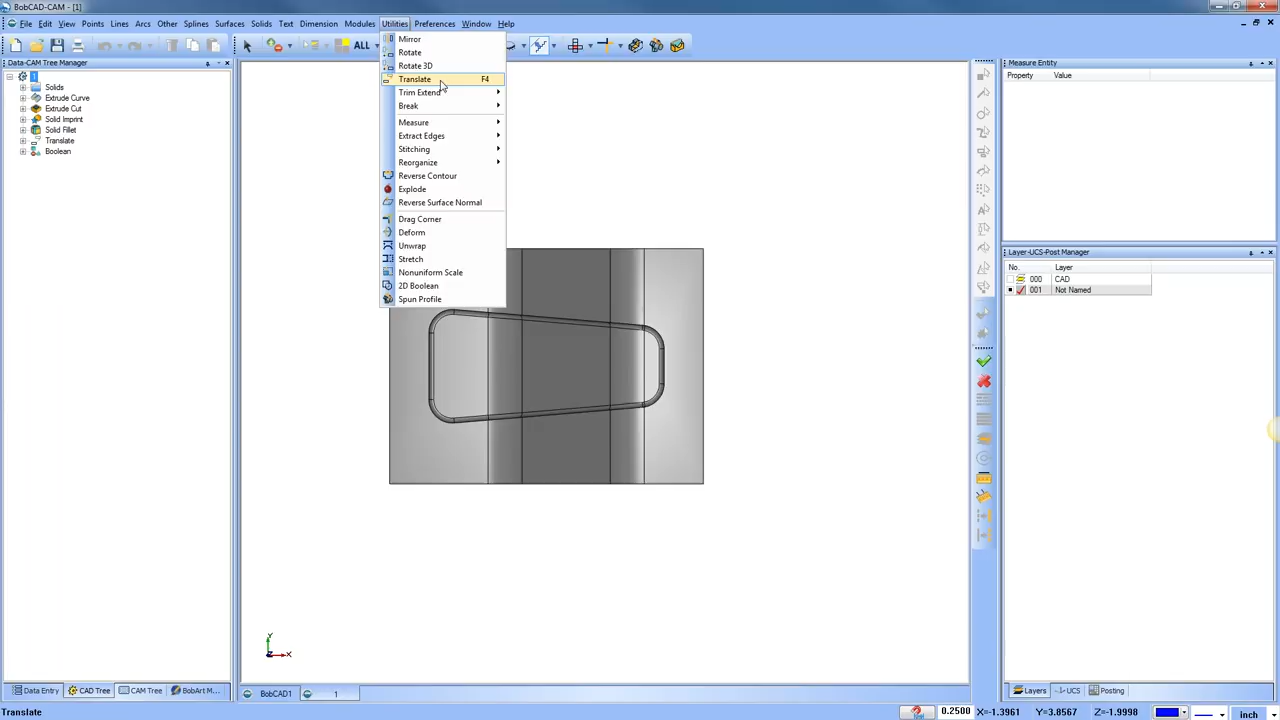 BobCAD-CAM - [1]
File Edit View Points Lines Arcs Other Splines Surfaces Solids Text Dimension Modules Utilities Preferences Window Help
ALL
Data-CAM Tree Manager
1
Solids
Extrude Curve
Extrude Cut
Solid Imprint
Solid Fillet
Translate
Boolean
Mirror
Rotate
Rotate 3D
Translate F4
Trim Extend
Break
Measure
Extract Edges
Stitching
Reorganize
Reverse Contour
Explode
Reverse Surface Normal
Drag Corner
Deform
Unwrap
Stretch
Nonuniform Scale
2D Boolean
Spun Profile
Y
Z
X
Measure Entity
Property Value
Layer-UCS-Post Manager
No. Layer
000 CAD
001 Not Named
Data Entry CAD Tree CAM Tree BobArt M...
BobCAD1 1
Layers UCS Posting
Translate
0.2500 X=-1.3961 Y=3.8567 Z=-1.9998 inch